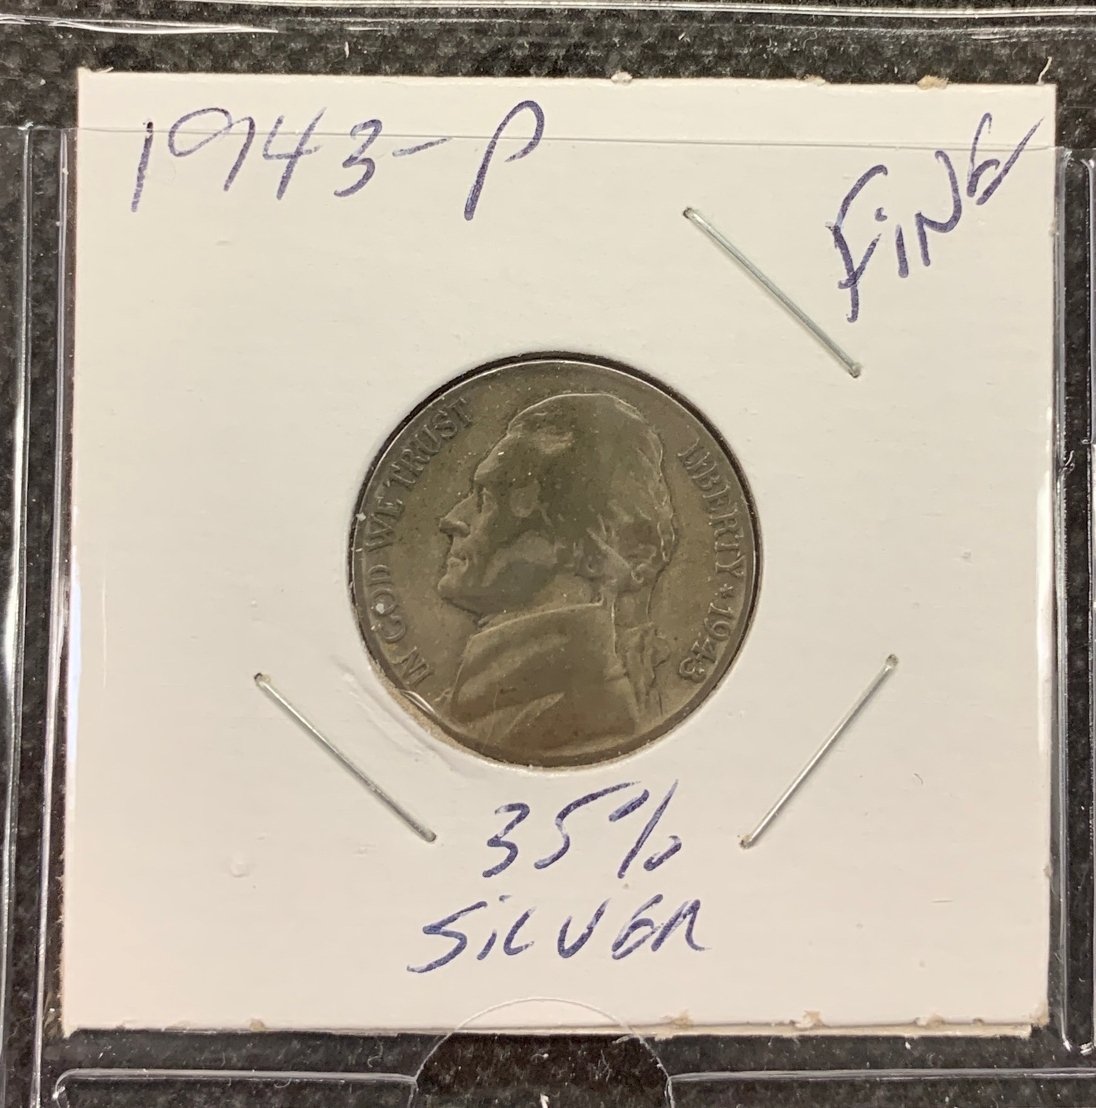 1943-P
FiNE
IN GOD WE TRUST
LIBERTY ★ 1943
35%
SiLVER